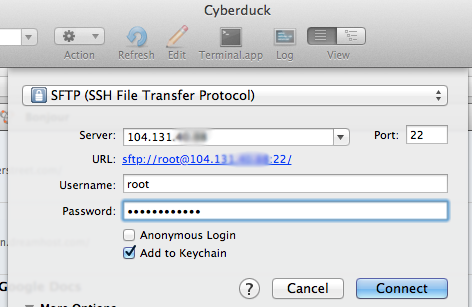 Cyberduck
Action Refresh Edit Terminal.app Log View
SFTP (SSH File Transfer Protocol)
Server: 104.131. Port: 22
URL: sftp://root@104.131. :22/
Username: root
Password: ••••••••••••
Anonymous Login
Add to Keychain
Google Docs
? Cancel Connect
More Options